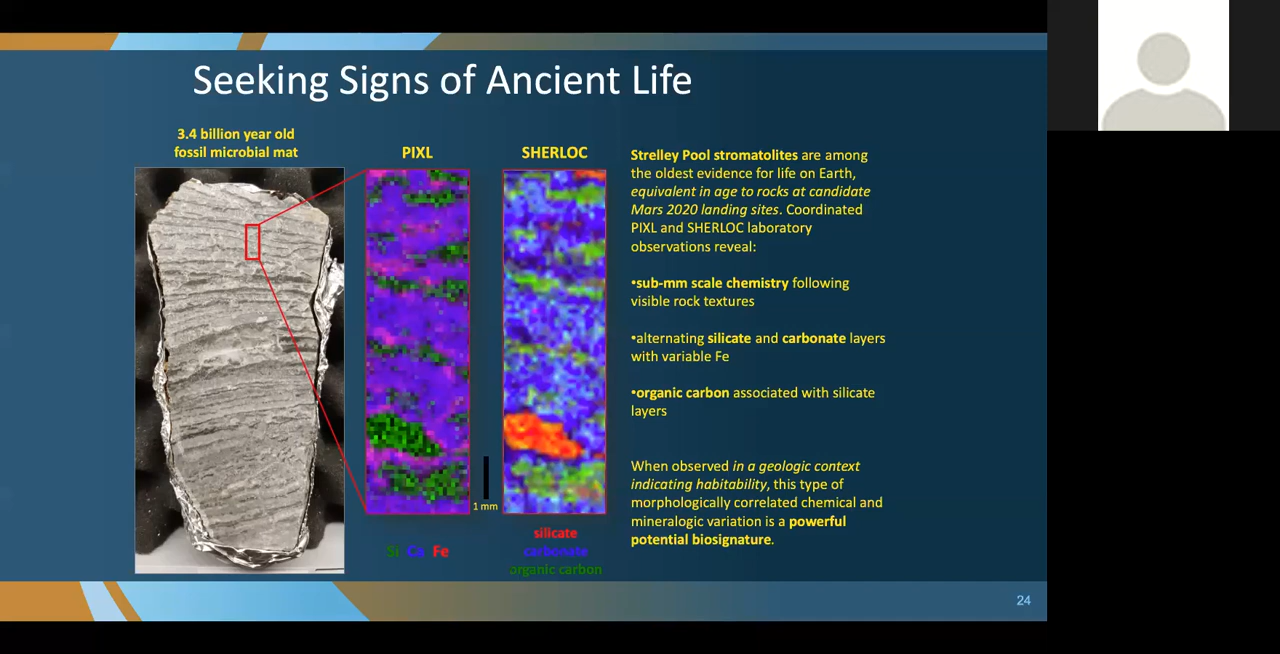 Seeking Signs of Ancient Life
3.4 billion year old
fossil microbial mat
PIXL
SHERLOC
1 mm
Si Ca Fe
silicate
carbonate
organic carbon
Strelley Pool stromatolites are among
the oldest evidence for life on Earth,
equivalent in age to rocks at candidate
Mars 2020 landing sites. Coordinated
PIXL and SHERLOC laboratory
observations reveal:
•sub-mm scale chemistry following
visible rock textures
•alternating silicate and carbonate layers
with variable Fe
•organic carbon associated with silicate
layers
When observed in a geologic context
indicating habitability, this type of
morphologically correlated chemical and
mineralogic variation is a powerful
potential biosignature.
24